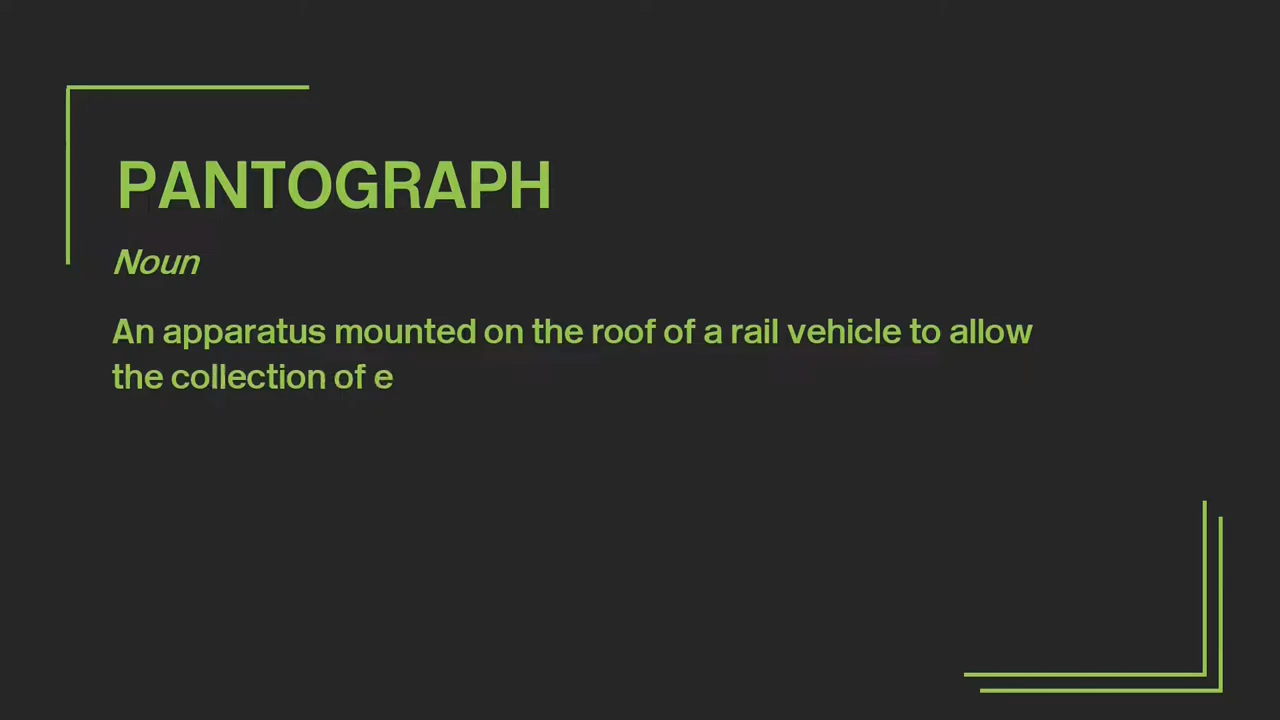 PANTOGRAPH
Noun
An apparatus mounted on the roof of a rail vehicle to allow
the collection of e